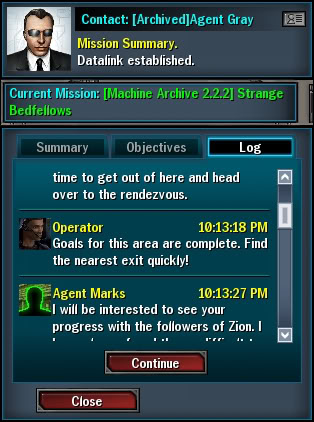 Contact: [Archived]Agent Gray
Mission Summary.
Datalink established.
Current Mission: [Machine Archive 2.2.2] Strange
Bedfellows
Summary
Objectives
Log
time to get out of here and head
over to the rendezvous.
Operator 10:13:18 PM
Goals for this area are complete. Find
the nearest exit quickly!
Agent Marks 10:13:27 PM
I will be interested to see your
progress with the followers of Zion. I
Continue
Close